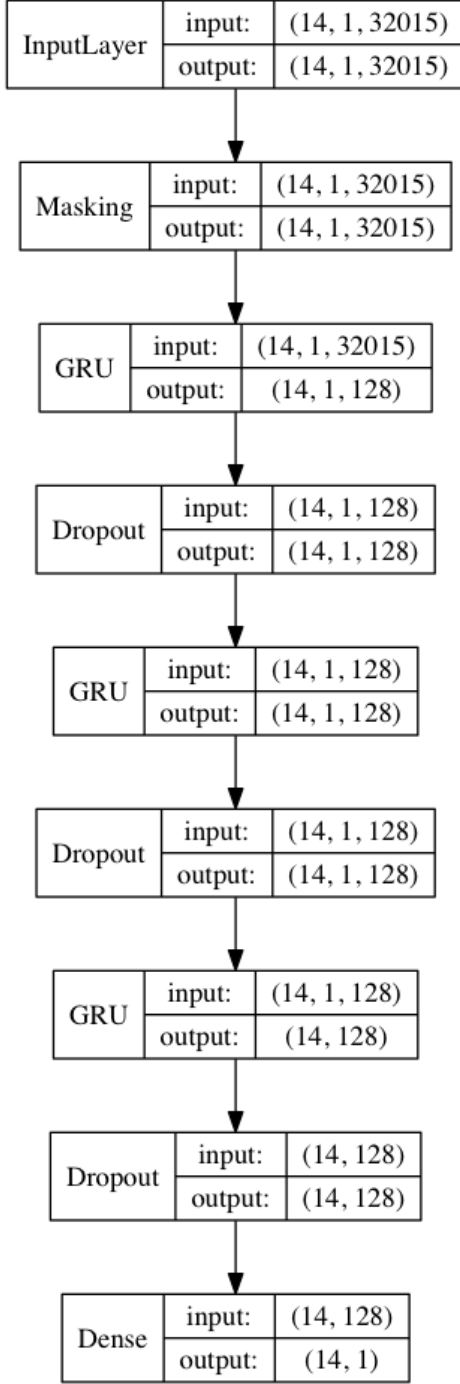 InputLayer
input: (14, 1, 32015)
output: (14, 1, 32015)
Masking
input: (14, 1, 32015)
output: (14, 1, 32015)
GRU
input: (14, 1, 32015)
output: (14, 1, 128)
Dropout
input: (14, 1, 128)
output: (14, 1, 128)
GRU
input: (14, 1, 128)
output: (14, 1, 128)
Dropout
input: (14, 1, 128)
output: (14, 1, 128)
GRU
input: (14, 1, 128)
output: (14, 128)
Dropout
input: (14, 128)
output: (14, 128)
Dense
input: (14, 128)
output: (14, 1)